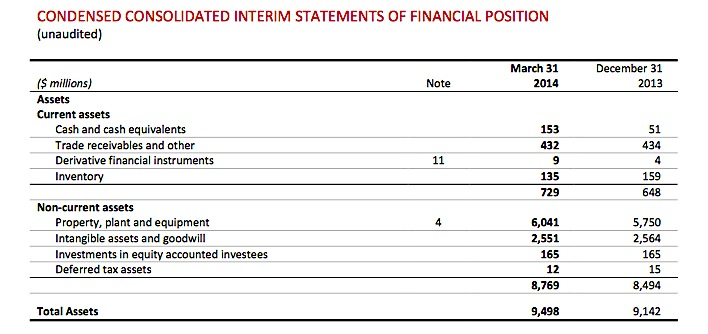 CONDENSED CONSOLIDATED INTERIM STATEMENTS OF FINANCIAL POSITION
(unaudited)
March 31 December 31
($ millions) Note 2014 2013
Assets
Current assets
Cash and cash equivalents 153 51
Trade receivables and other 432 434
Derivative financial instruments 11 9 4
Inventory 135 159
729 648
Non-current assets
Property, plant and equipment 4 6,041 5,750
Intangible assets and goodwill 2,551 2,564
Investments in equity accounted investees 165 165
Deferred tax assets 12 15
8,769 8,494
Total Assets 9,498 9,142